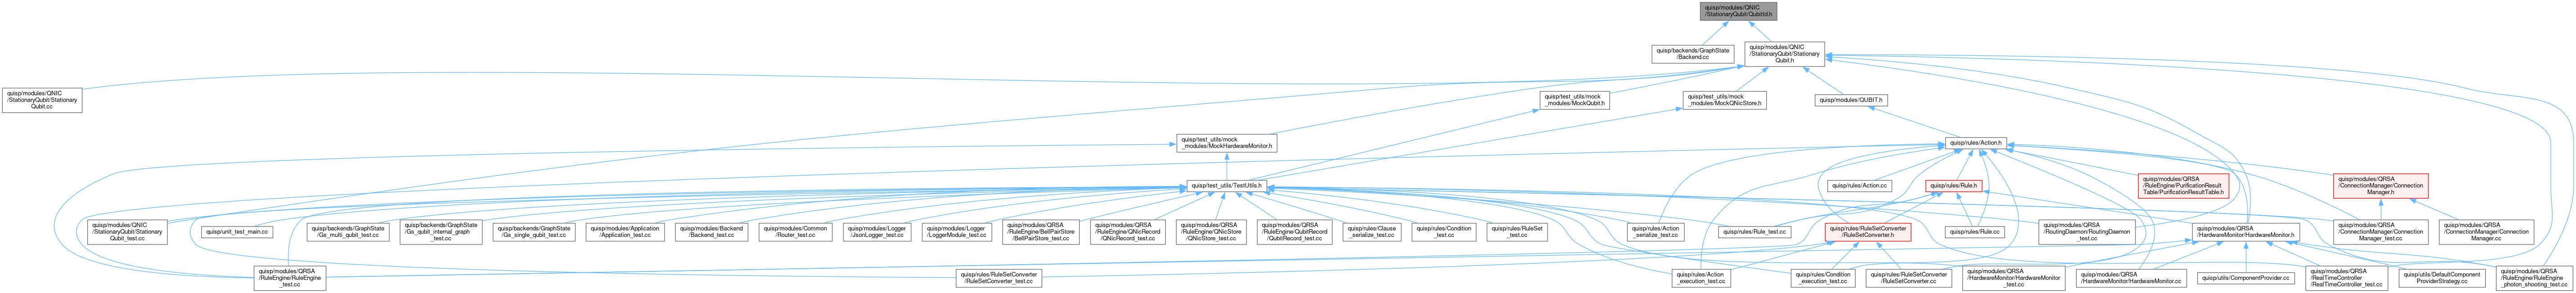 quisp/modules/QNIC
/StationaryQubit/QubitId.h
quisp/backends/GraphState
/Backend.cc
quisp/modules/QNIC
/StationaryQubit/Stationary
Qubit.h
quisp/modules/QNIC
/StationaryQubit/Stationary
Qubit.cc
quisp/test_utils/mock
_modules/MockQubit.h
quisp/test_utils/mock
_modules/MockQNicStore.h
quisp/modules/QUBIT.h
quisp/test_utils/mock
_modules/MockHardwareMonitor.h
quisp/rules/Action.h
quisp/test_utils/TestUtils.h
quisp/rules/Action.cc
quisp/rules/Rule.h
quisp/modules/QRSA
/RuleEngine/PurificationResult
Table/PurificationResultTable.h
quisp/modules/QRSA
/ConnectionManager/Connection
Manager.h
quisp/modules/QNIC
/StationaryQubit/Stationary
Qubit_test.cc
quisp/unit_test_main.cc
quisp/backends/GraphState
/Gs_multi_qubit_test.cc
quisp/backends/GraphState
/Gs_qubit_internal_graph
_test.cc
quisp/backends/GraphState
/Gs_single_qubit_test.cc
quisp/modules/Application
/Application_test.cc
quisp/modules/Backend
/Backend_test.cc
quisp/modules/Common
/Router_test.cc
quisp/modules/Logger
/JsonLogger_test.cc
quisp/modules/Logger
/LoggerModule_test.cc
quisp/modules/QRSA
/RuleEngine/BellPairStore
/BellPairStore_test.cc
quisp/modules/QRSA
/RuleEngine/QNicRecord
/QNicRecord_test.cc
quisp/modules/QRSA
/RuleEngine/QNicStore
/QNicStore_test.cc
quisp/modules/QRSA
/RuleEngine/QubitRecord
/QubitRecord_test.cc
quisp/rules/Clause
_serialize_test.cc
quisp/rules/Condition
_test.cc
quisp/rules/RuleSet
_test.cc
quisp/rules/Action
_serialize_test.cc
quisp/rules/Rule_test.cc
quisp/rules/RuleSetConverter
/RuleSetConverter.h
quisp/rules/Rule.cc
quisp/modules/QRSA
/RoutingDaemon/RoutingDaemon
_test.cc
quisp/modules/QRSA
/HardwareMonitor/HardwareMonitor.h
quisp/modules/QRSA
/ConnectionManager/Connection
Manager_test.cc
quisp/modules/QRSA
/ConnectionManager/Connection
Manager.cc
quisp/modules/QRSA
/RuleEngine/RuleEngine
_test.cc
quisp/rules/RuleSetConverter
/RuleSetConverter_test.cc
quisp/rules/Action
_execution_test.cc
quisp/rules/Condition
_execution_test.cc
quisp/rules/RuleSetConverter
/RuleSetConverter.cc
quisp/modules/QRSA
/HardwareMonitor/HardwareMonitor
_test.cc
quisp/modules/QRSA
/HardwareMonitor/HardwareMonitor.cc
quisp/utils/ComponentProvider.cc
quisp/modules/QRSA
/RealTimeController
/RealTimeController_test.cc
quisp/utils/DefaultComponent
ProviderStrategy.cc
quisp/modules/QRSA
/RuleEngine/RuleEngine
_photon_shooting_test.cc